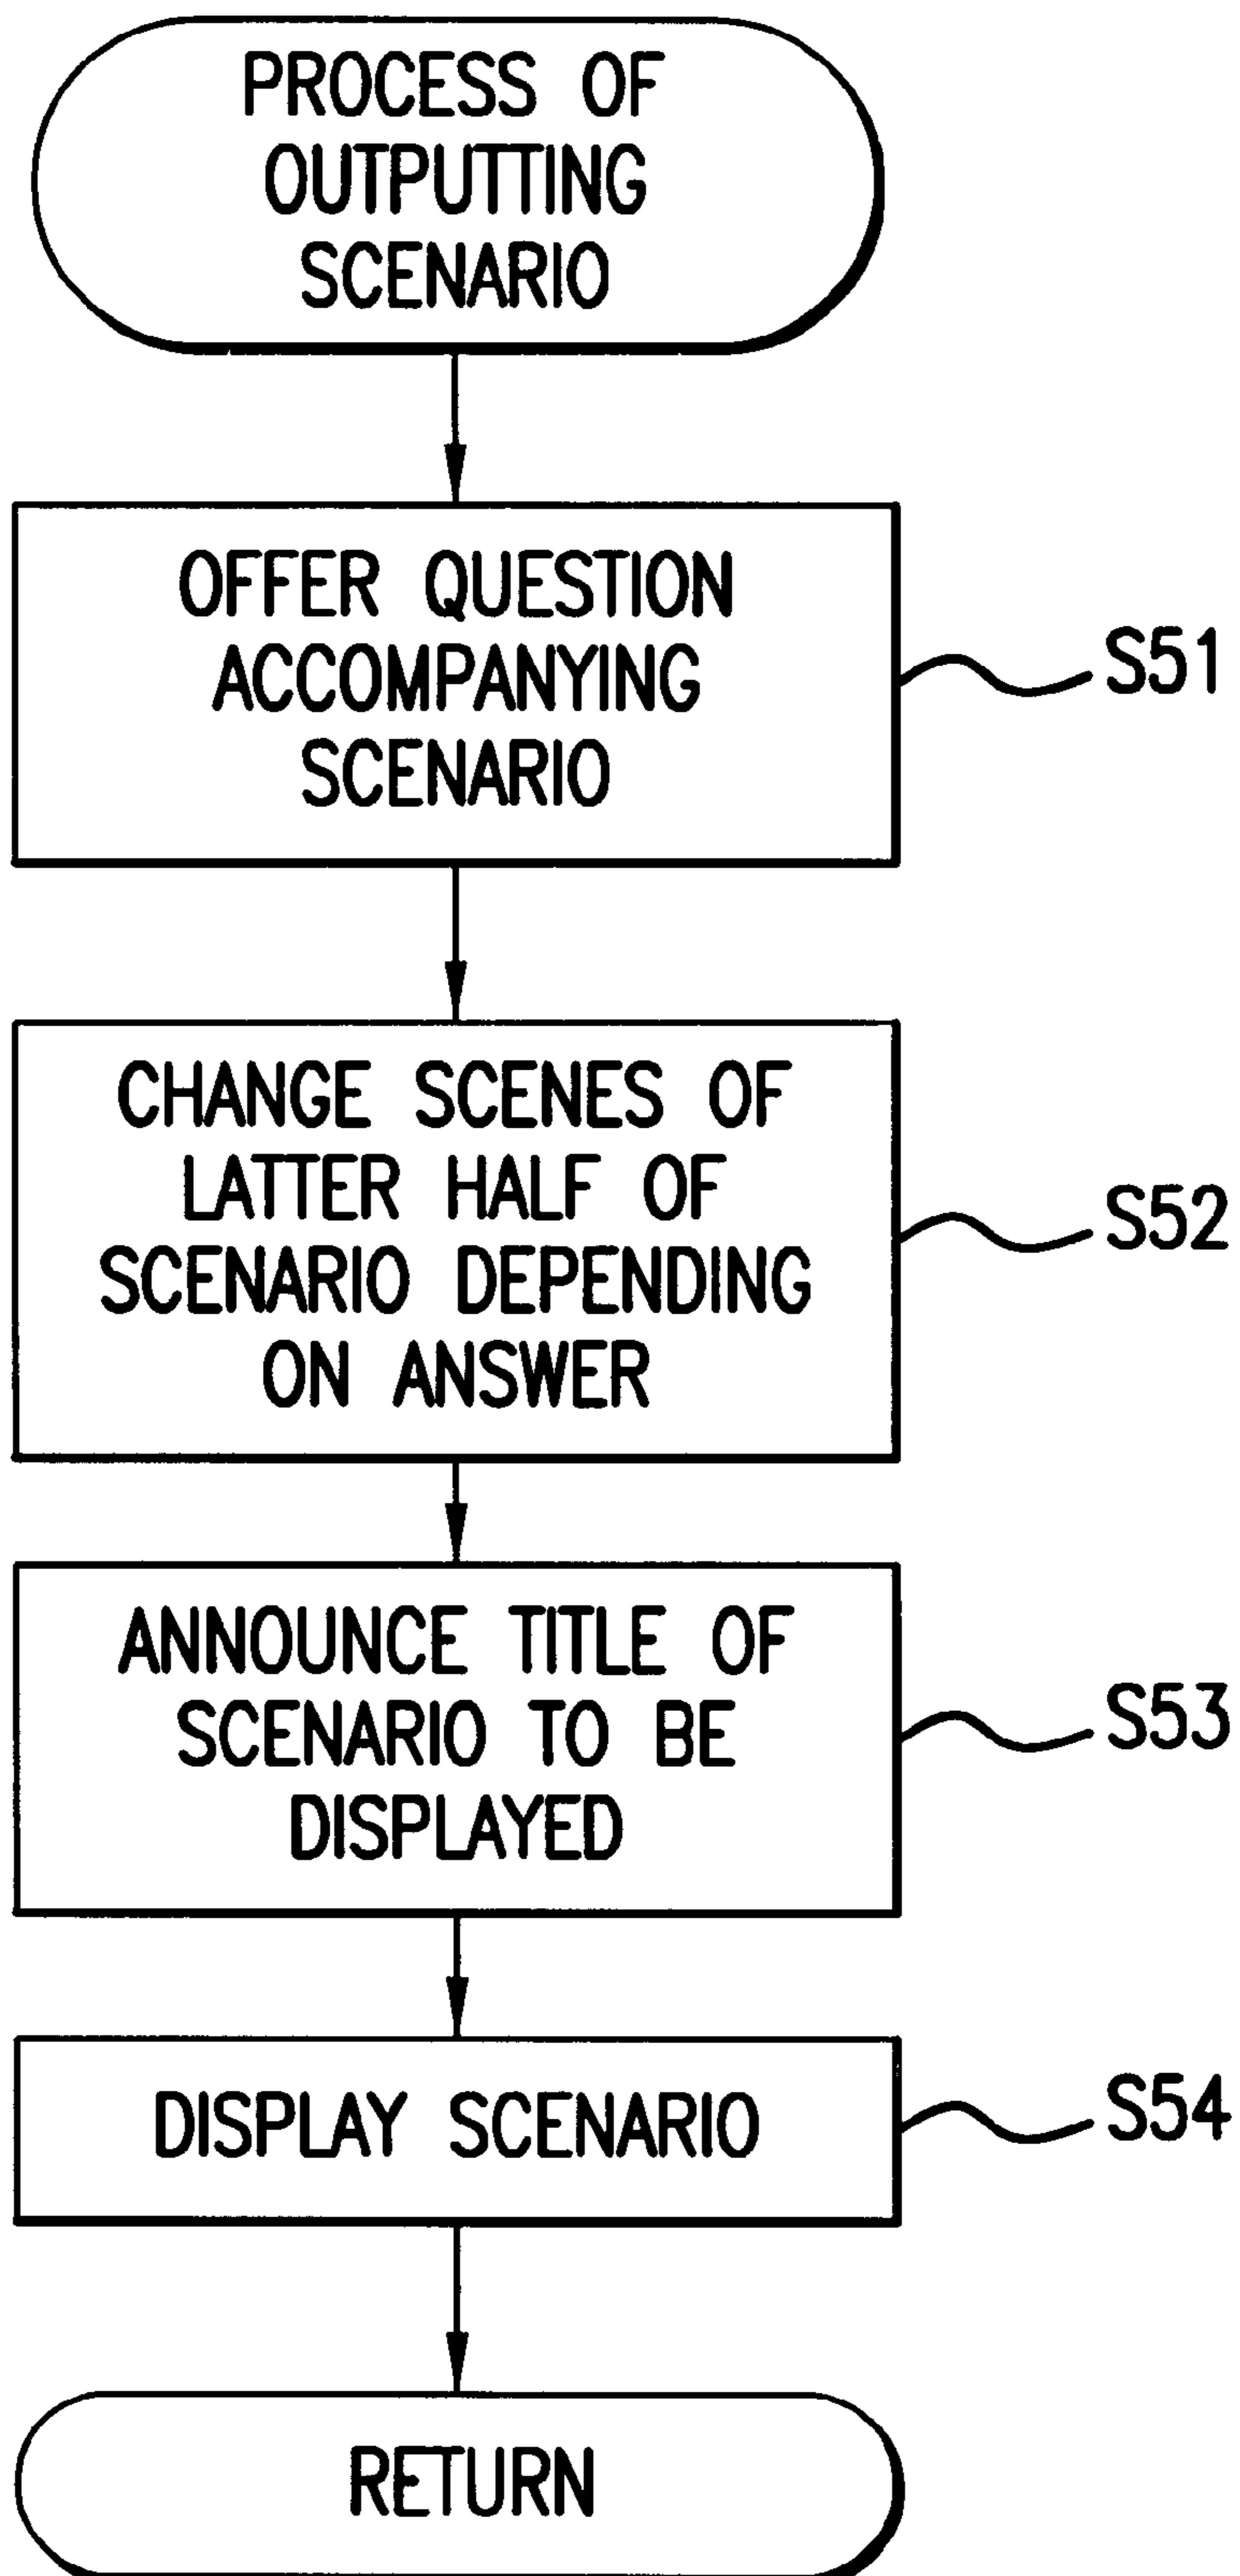 PROCESS OF
OUTPUTTING
SCENARIO
OFFER QUESTION
ACCOMPANYING
SCENARIO
S51
CHANGE SCENES OF
LATTER HALF OF
SCENARIO DEPENDING
ON ANSWER
S52
ANNOUNCE TITLE OF
SCENARIO TO BE
DISPLAYED
S53
DISPLAY SCENARIO
S54
RETURN